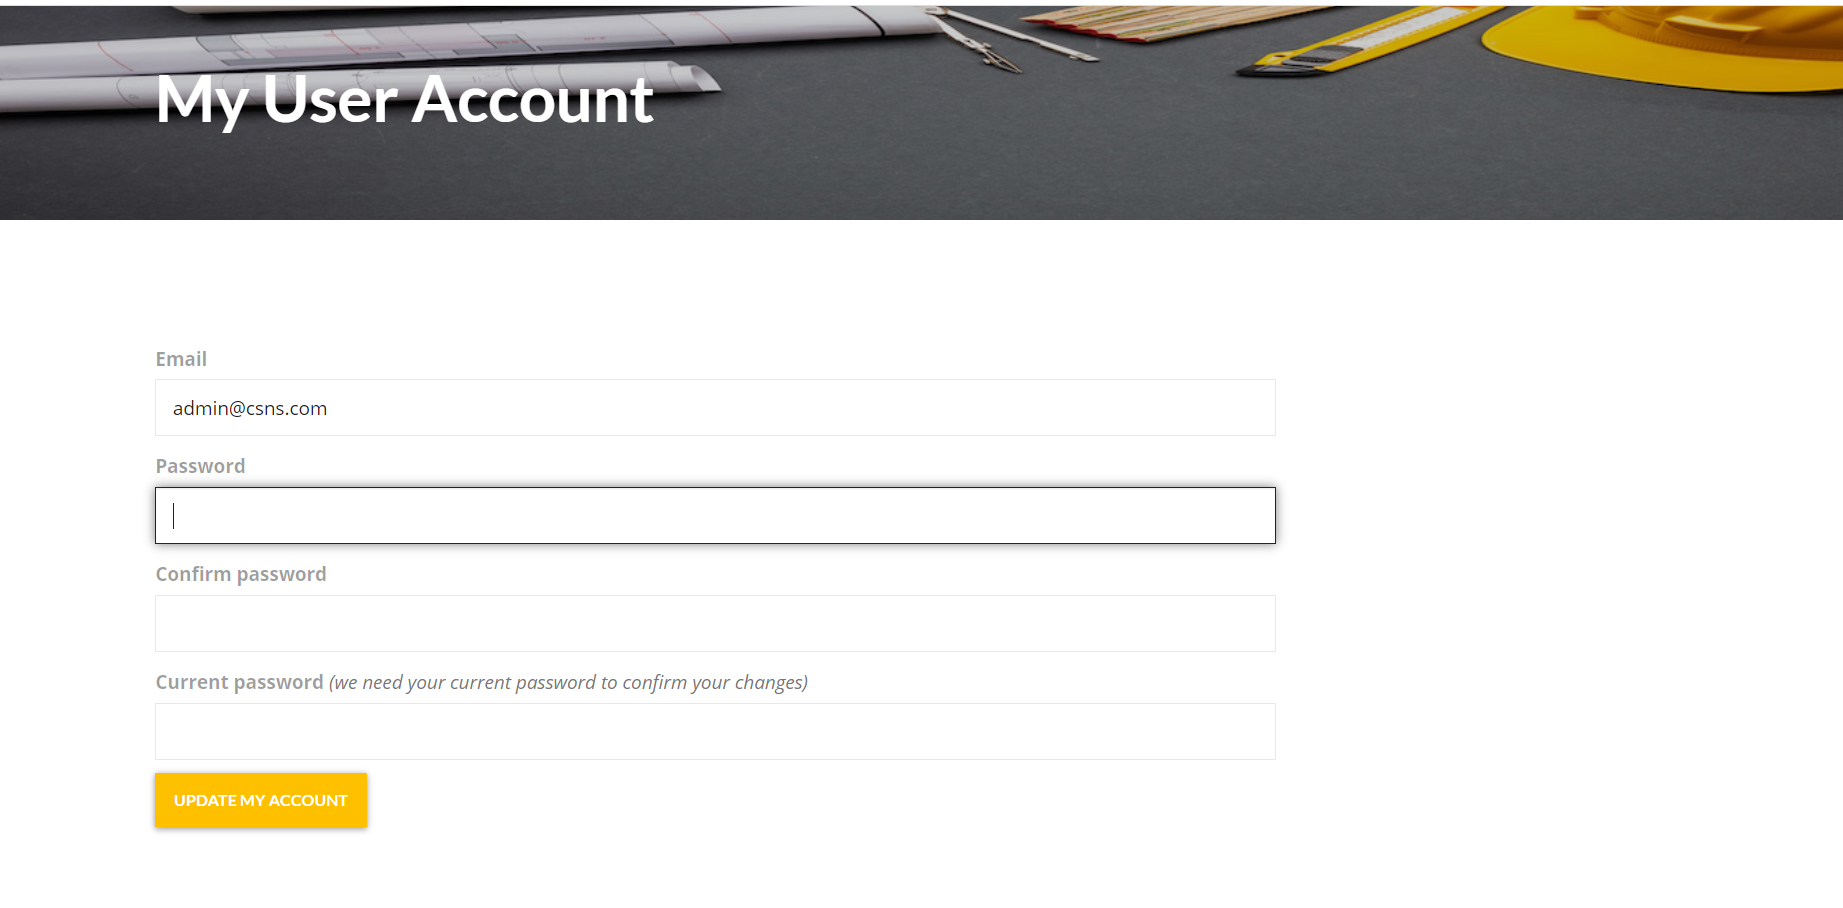 My User Account
Email
admin@csns.com
Password
Confirm password
Current password (we need your current password to confirm your changes)
UPDATE MY ACCOUNT